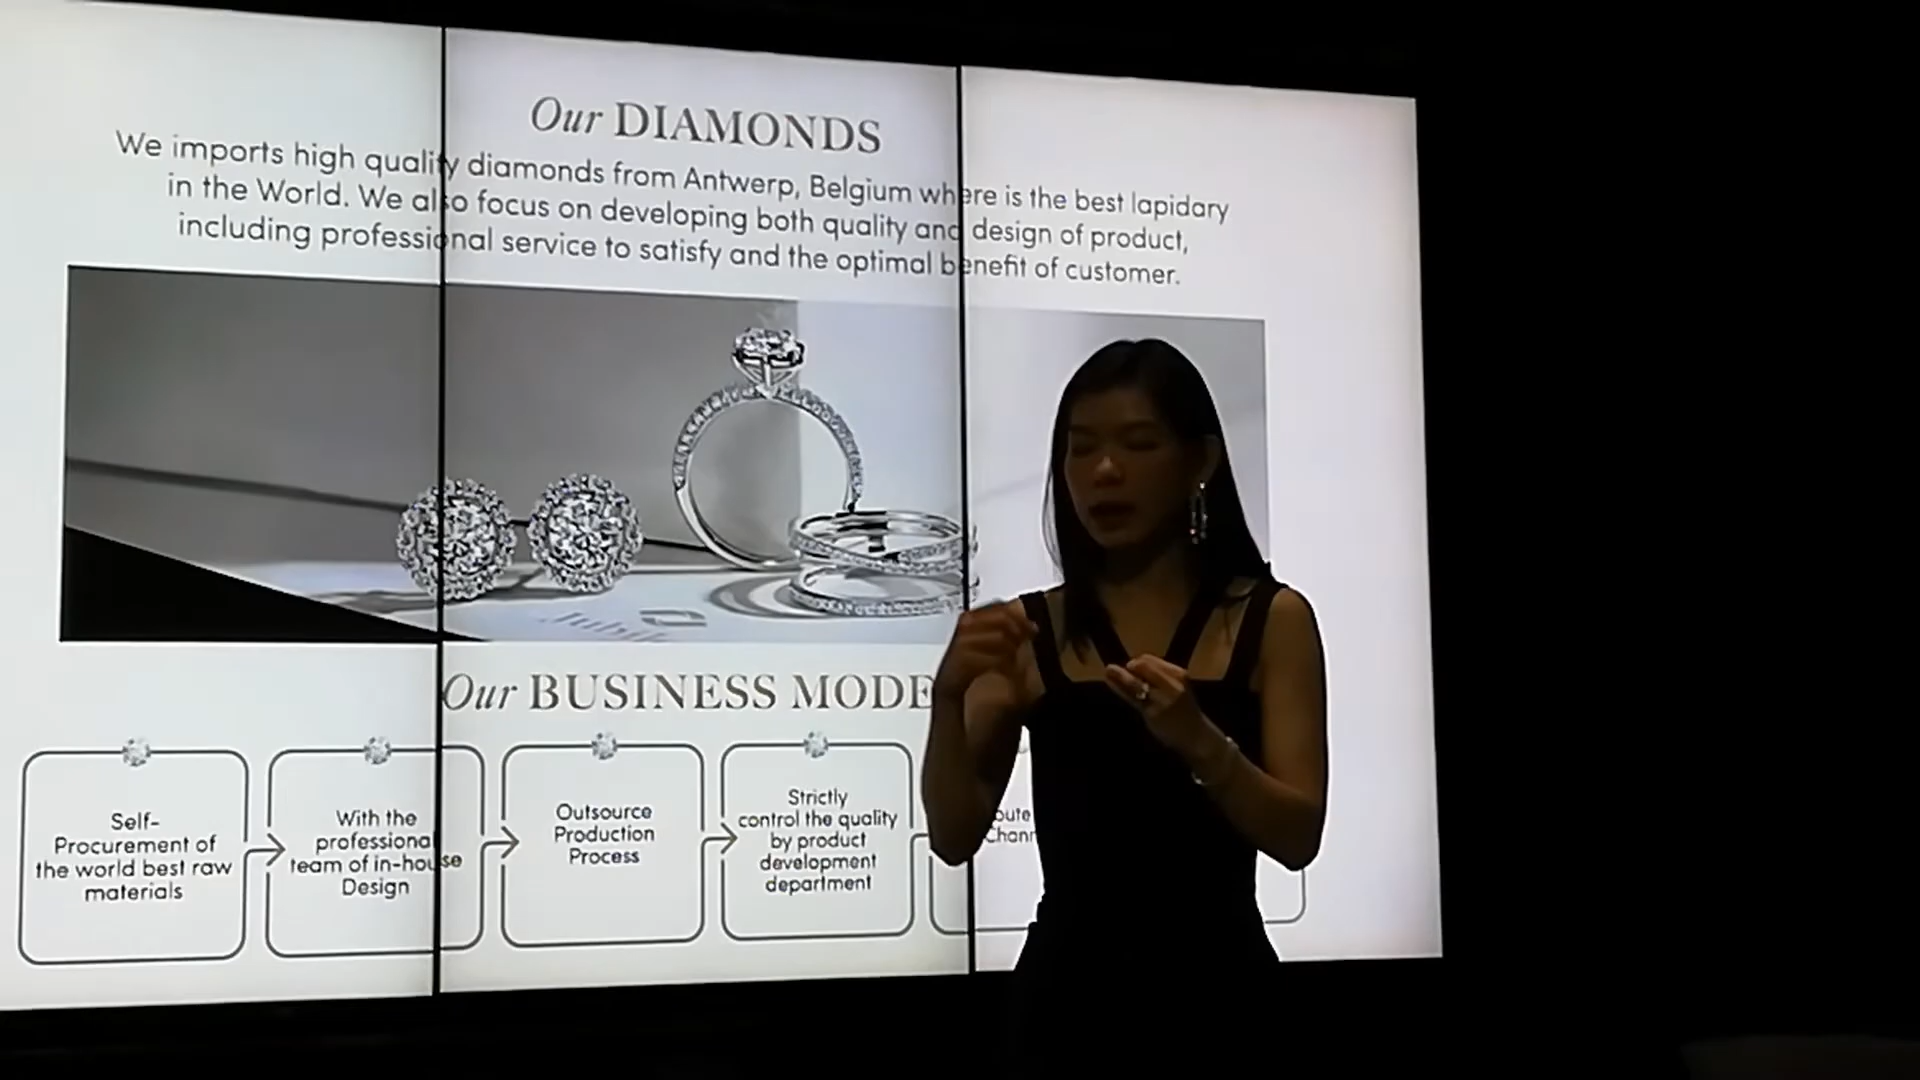 Our DIAMONDS
We imports high quality diamonds from Antwerp, Belgium where is the best lapidary
in the World. We also focus on developing both quality and design of product,
including professional service to satisfy and the optimal benefit of customer.
Our BUSINESS MODE
Self-
Procurement of
the world best raw
materials
With the
professional
team of in-house
Design
Outsource
Production
Process
Strictly
control the quality
by product
development
department